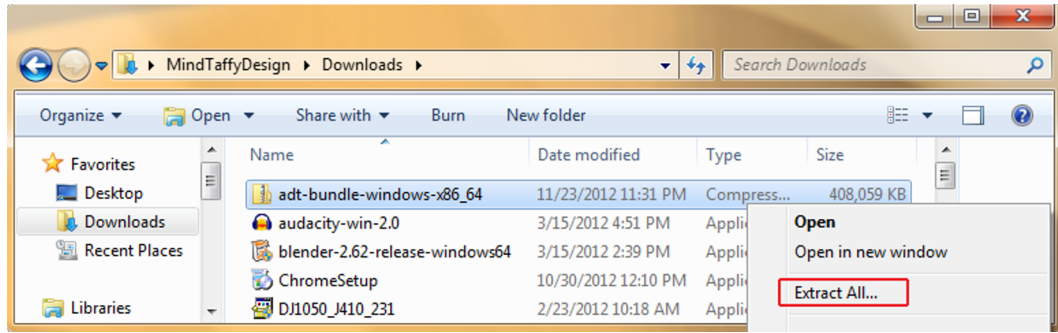 MindTaffyDesign Downloads
Search Downloads
Organize Open Share with Burn New folder
Favorites
Desktop
Downloads
Recent Places
Libraries
Name Date modified Type Size
adt-bundle-windows-x86_64 11/23/2012 11:31 PM Compress... 408,059 KB
audacity-win-2.0 3/15/2012 4:51 PM Appli
blender-2.62-release-windows64 3/15/2012 2:39 PM Appli
ChromeSetup 10/30/2012 12:10 PM Appli
DJ1050_J410_231 2/23/2012 10:18 AM Appli
Open
Open in new window
Extract All...